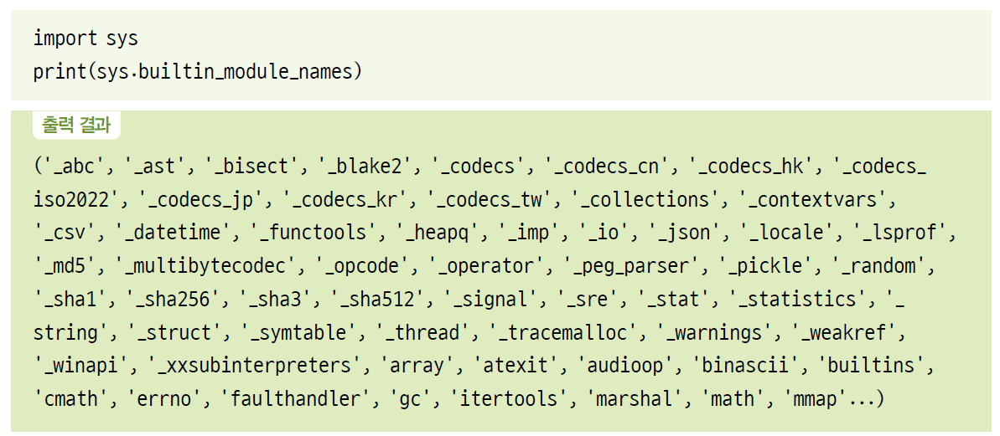 import sys
print(sys.builtin_module_names)
출력 결과
('_abc', '_ast', '_bisect', '_blake2', '_codecs', '_codecs_cn', '_codecs_hk', '_codecs_
iso2022', '_codecs_jp', '_codecs_kr', '_codecs_tw', '_collections', '_contextvars',
'_csv', '_datetime', '_functools', '_heapq', '_imp', '_io', '_json', '_locale', '_lsprof',
'_md5', '_multibytecodec', '_opcode', '_operator', '_peg_parser', '_pickle', '_random',
'_sha1', '_sha256', '_sha3', '_sha512', '_signal', '_sre', '_stat', '_statistics', '_
string', '_struct', '_symtable', '_thread', '_tracemalloc', '_warnings', '_weakref',
'_winapi', '_xxsubinterpreters', 'array', 'atexit', 'audioop', 'binascii', 'builtins',
'cmath', 'errno', 'faulthandler', 'gc', 'itertools', 'marshal', 'math', 'mmap'...)